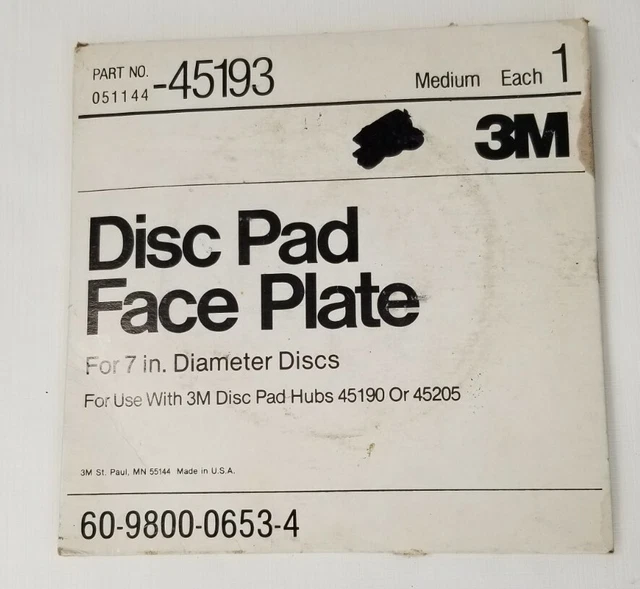 PART NO.
051144-45193
Medium Each 1
3M
Disc Pad
Face Plate
For 7 in. Diameter Discs
For Use With 3M Disc Pad Hubs 45190 Or 45205
3M St. Paul, MN 55144 Made in U.S.A.
60-9800-0653-4